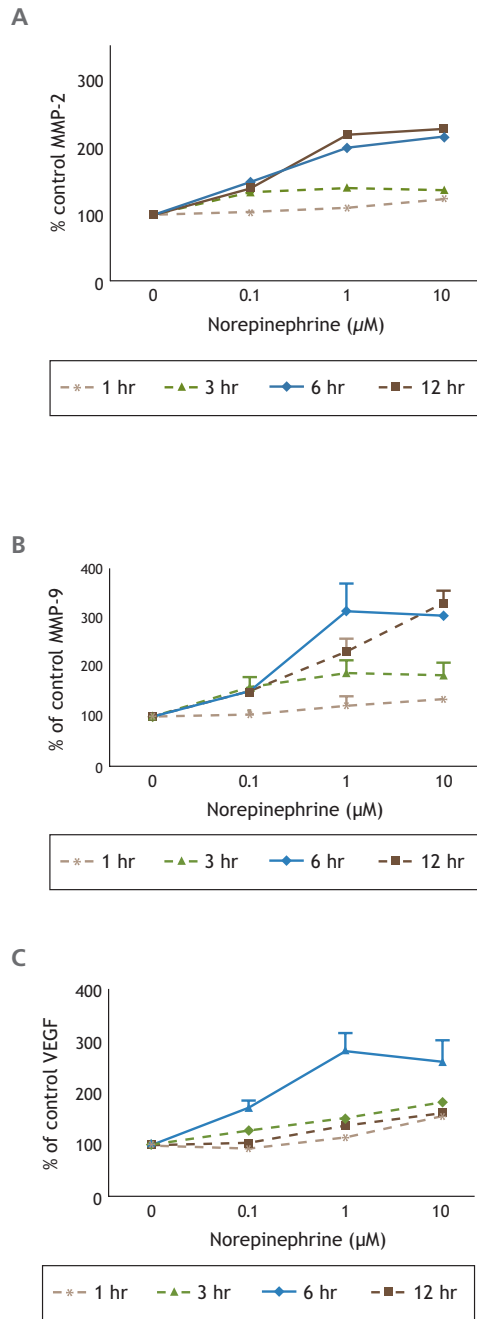 A
% control MMP-2
300
200
100
0
0 0.1 1 10
Norepinephrine (µM)
1 hr 3 hr 6 hr 12 hr
B
% of control MMP-9
400
300
200
100
0
0 0.1 1 10
Norepinephrine (µM)
1 hr 3 hr 6 hr 12 hr
C
% of control VEGF
400
300
200
100
0
0 0.1 1 10
Norepinephrine (µM)
1 hr 3 hr 6 hr 12 hr